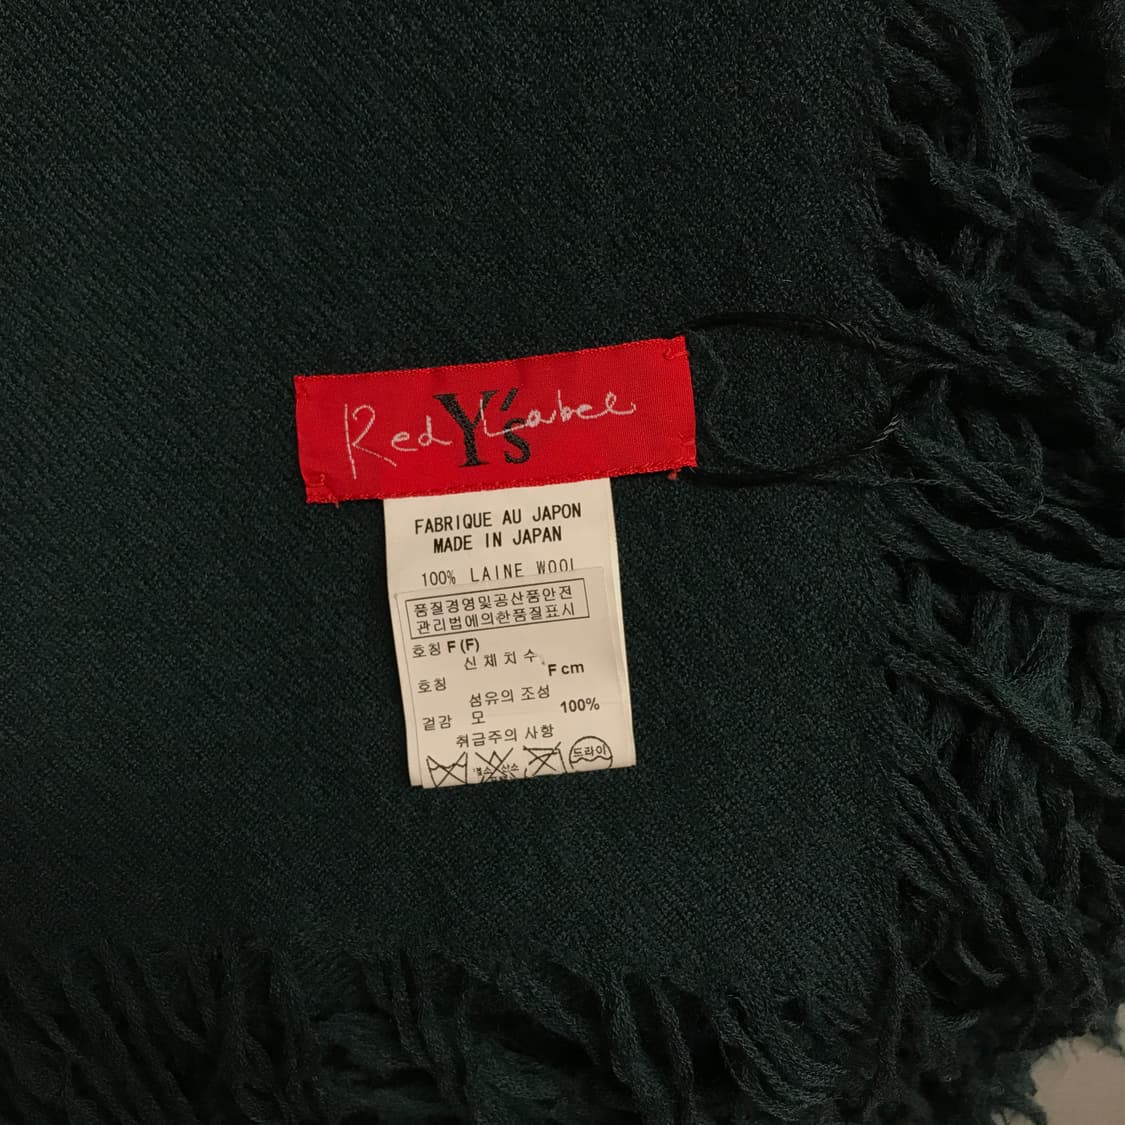 Red Label
Y's
FABRIQUE AU JAPON
MADE IN JAPAN
100% LAINE WOOL
품질경영및공산품안전
관리법에의한품질표시
호칭 F (F)
신 체 치 수
호칭 F cm
섬유의 조성
겉감 모 100%
취급주의 사항
드라이